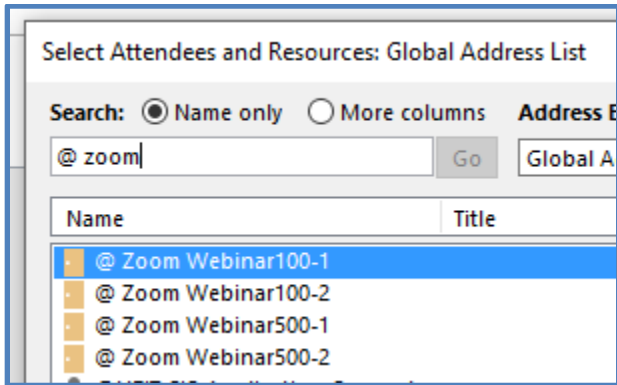 Select Attendees and Resources: Global Address List
Search: Name only More columns Address
@ zoom Go Global
Name Title
@ Zoom Webinar100-1
@ Zoom Webinar100-2
@ Zoom Webinar500-1
@ Zoom Webinar500-2